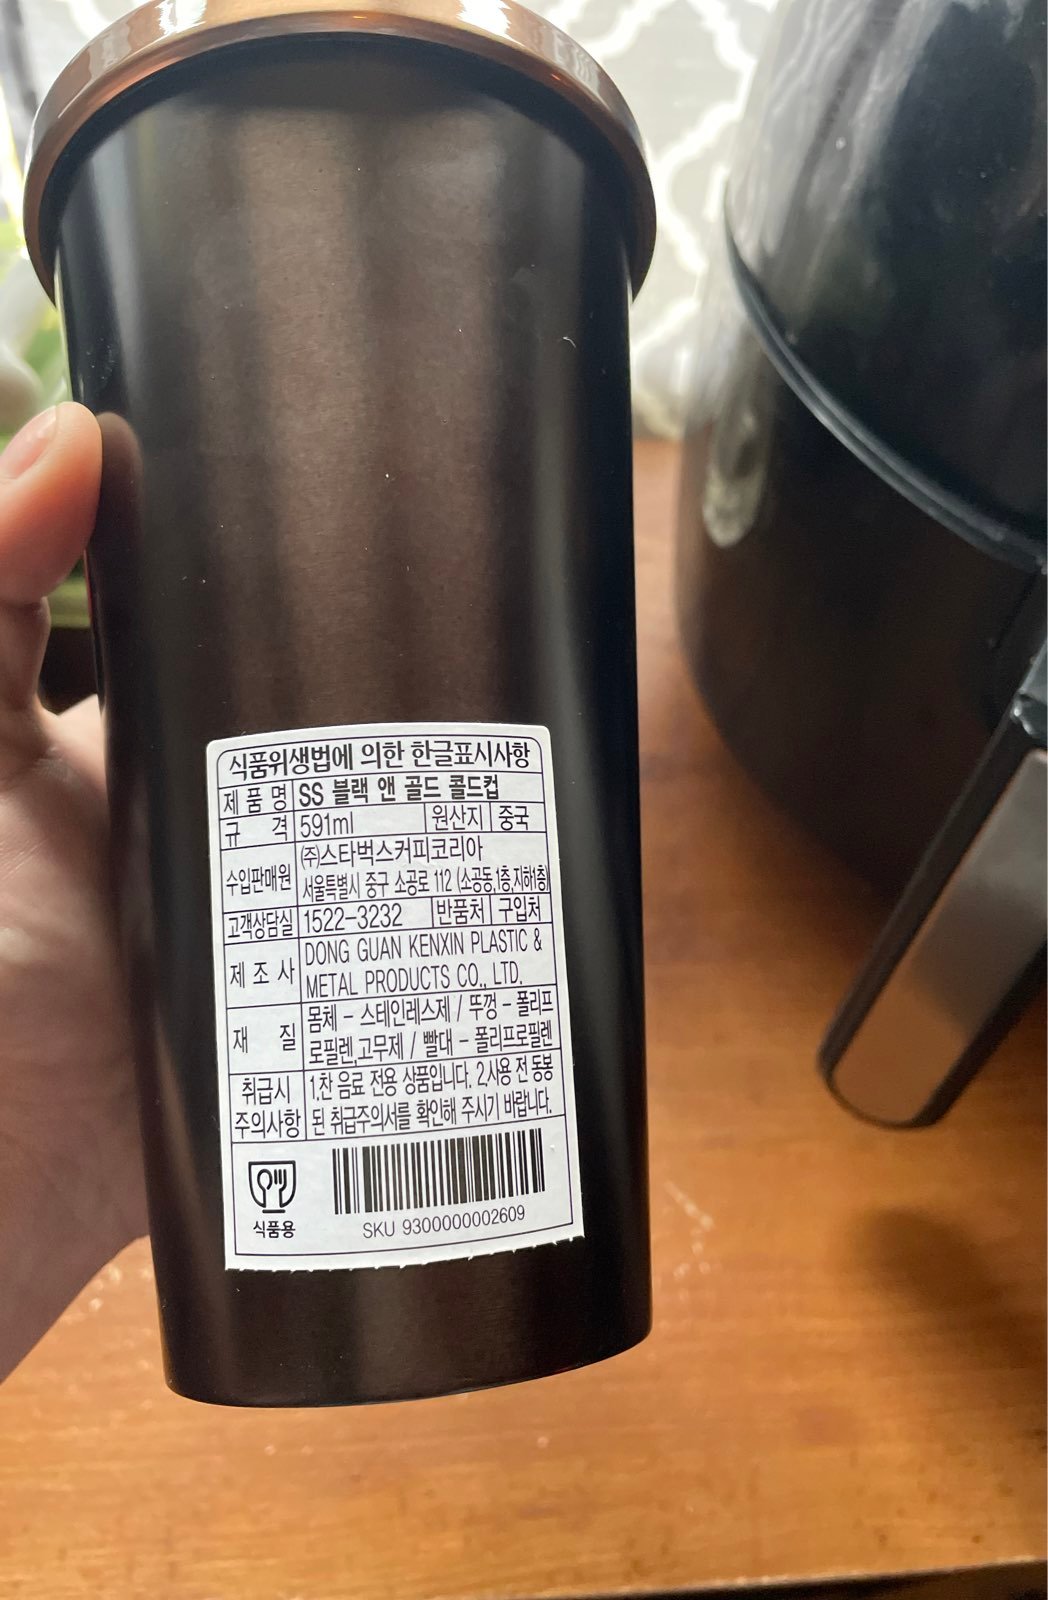 식품위생법에 의한 한글표시사항
제 품 명 SS 블랙 앤 골드 콜드컵
규 격 591ml 원산지 중국
수입판매원 (주)스타벅스커피코리아
서울특별시 중구 소공로 112 (소공동,1층,지하1층)
고객상담실 1522-3232 반품처 구입처
제 조 사 DONG GUAN KENXIN PLASTIC &
METAL PRODUCTS CO., LTD.
재 질 몸체 - 스테인레스제 / 뚜껑 - 폴리프
로필렌,고무제 / 빨대 - 폴리프로필렌
취급시 1.찬 음료 전용 상품입니다. 2.사용 전 동봉
주의사항 된 취급주의서를 확인해 주시기 바랍니다.
식품용
SKU 9300000002609